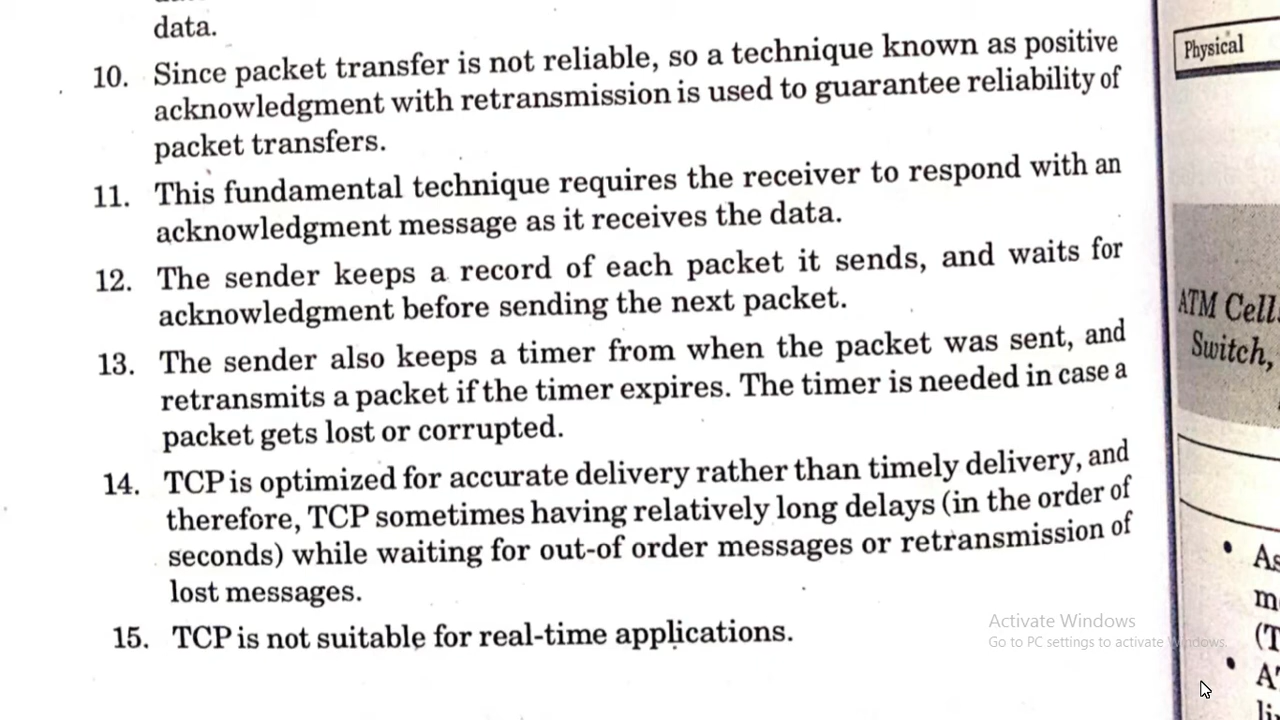 data.
10. Since packet transfer is not reliable, so a technique known as positive
acknowledgment with retransmission is used to guarantee reliability of
packet transfers.
11. This fundamental technique requires the receiver to respond with an
acknowledgment message as it receives the data.
12. The sender keeps a record of each packet it sends, and waits for
acknowledgment before sending the next packet.
13. The sender also keeps a timer from when the packet was sent, and
retransmits a packet if the timer expires. The timer is needed in case a
packet gets lost or corrupted.
14. TCP is optimized for accurate delivery rather than timely delivery, and
therefore, TCP sometimes having relatively long delays (in the order of
seconds) while waiting for out-of order messages or retransmission of
lost messages.
15. TCP is not suitable for real-time applications.
Activate Windows
Go to PC settings to activate Windows.
Physical
ATM Cell
Switch,